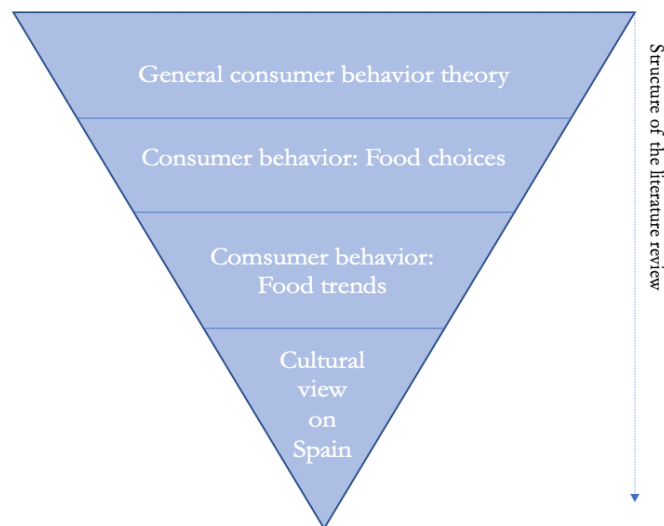 General consumer behavior theory
Consumer behavior: Food choices
Comsumer behavior:
Food trends
Cultural
view
on
Spain
Structure of the literature review